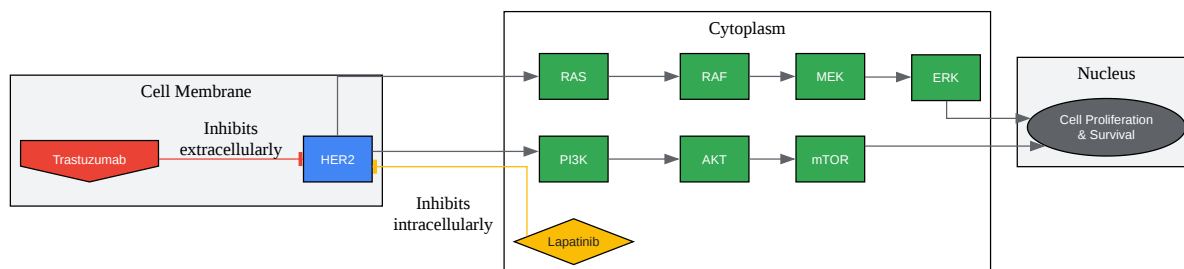 Cytoplasm
RAS
RAF
MEK
ERK
Nucleus
Cell Membrane
Inhibits
extracellularly
Trastuzumab
HER2
PI3K
AKT
mTOR
Cell Proliferation
& Survival
Inhibits
intracellularly
Lapatinib